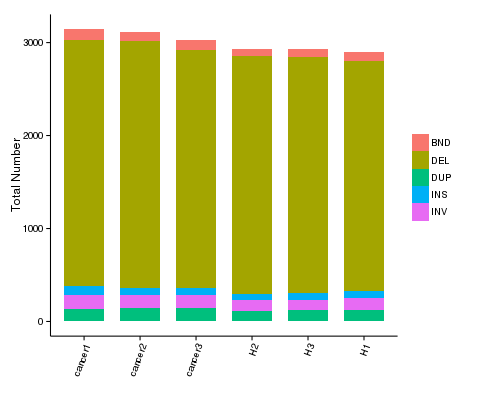 Total Number
3000
2000
1000
0
cancer1
cancer2
cancer3
H2
H3
H1
BND
DEL
DUP
INS
INV